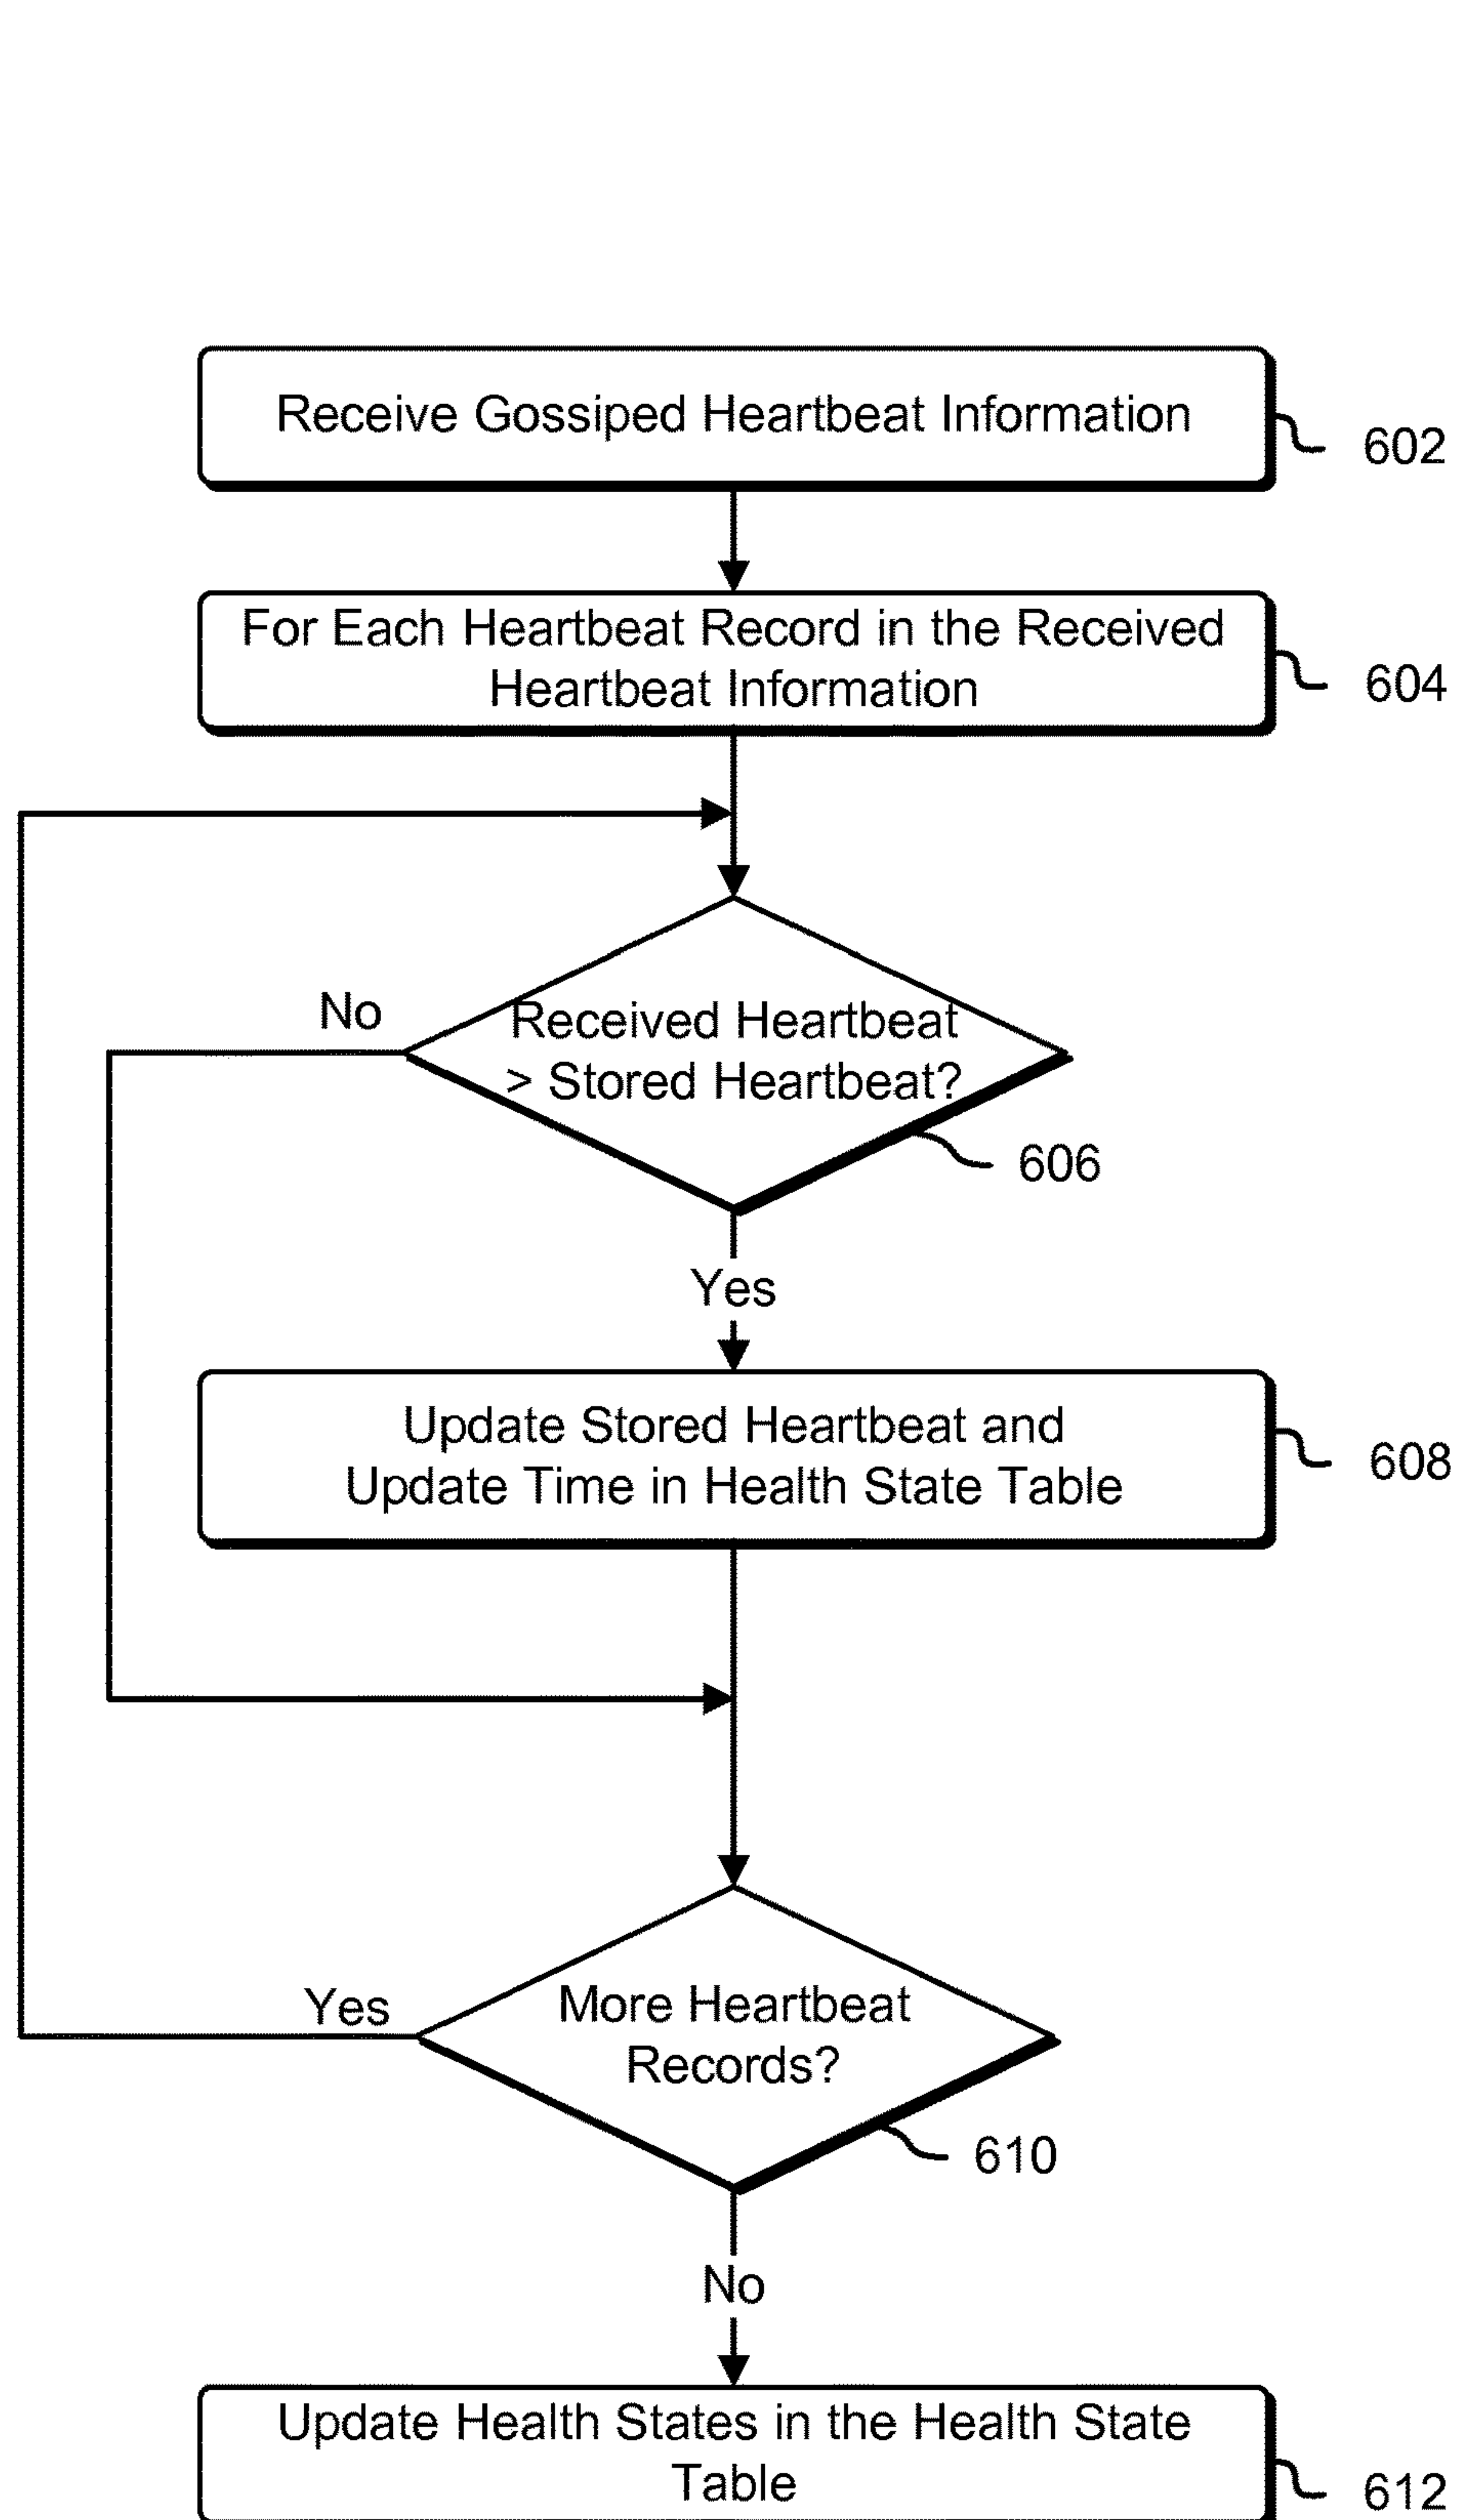 Receive Gossiped Heartbeat Information
602
For Each Heartbeat Record in the Received
Heartbeat Information
604
No
Received Heartbeat
> Stored Heartbeat?
606
Yes
Update Stored Heartbeat and
Update Time in Health State Table
608
Yes
More Heartbeat
Records?
610
No
Update Health States in the Health State
Table
612